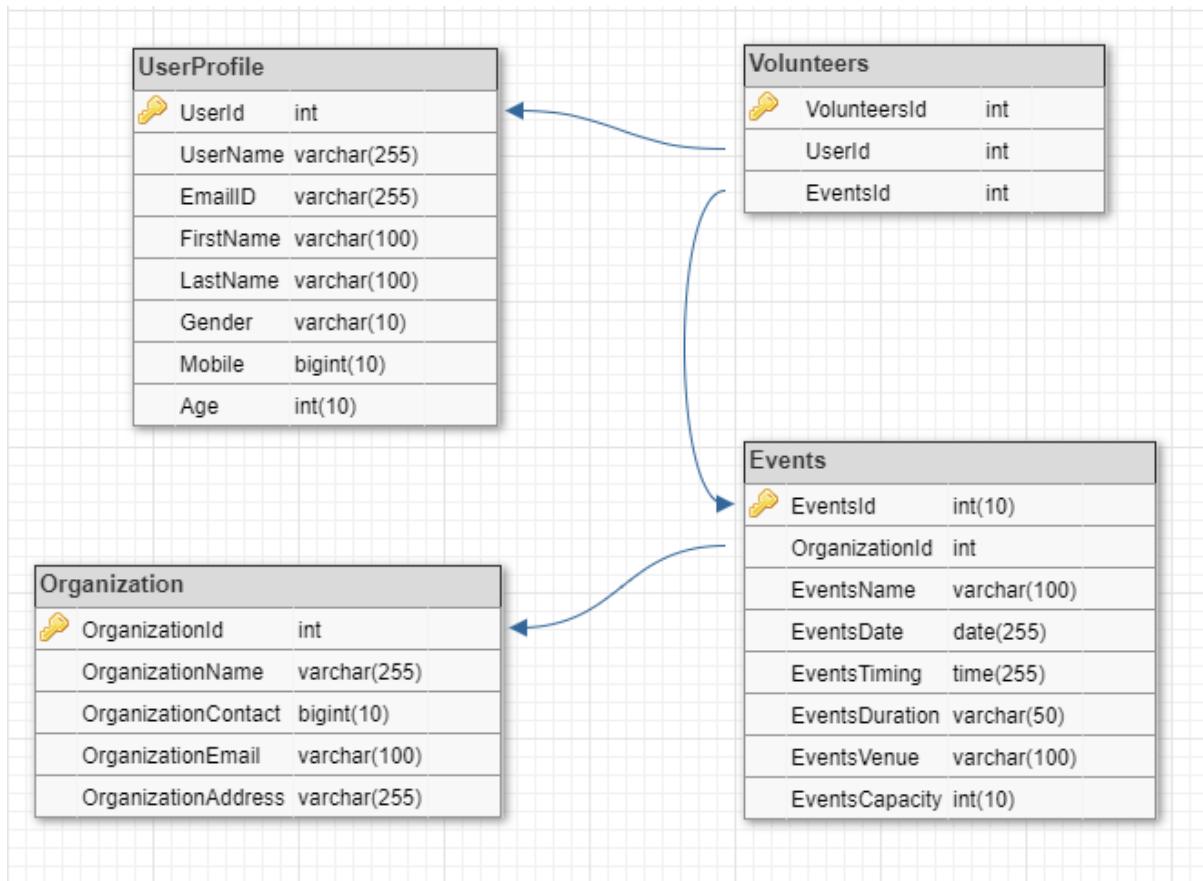 UserProfile
UserId int
UserName varchar(255)
EmailID varchar(255)
FirstName varchar(100)
LastName varchar(100)
Gender varchar(10)
Mobile bigint(10)
Age int(10)
Volunteers
VolunteersId int
UserId int
EventsId int
Organization
OrganizationId int
OrganizationName varchar(255)
OrganizationContact bigint(10)
OrganizationEmail varchar(100)
OrganizationAddress varchar(255)
Events
EventsId int(10)
OrganizationId int
EventsName varchar(100)
EventsDate date(255)
EventsTiming time(255)
EventsDuration varchar(50)
EventsVenue varchar(100)
EventsCapacity int(10)